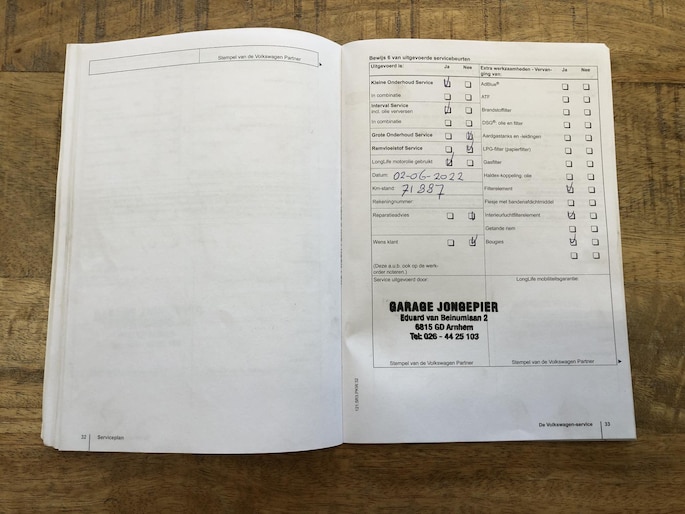 Stempel van de Volkswagen Partner
32 Serviceplan
Bewijs 6 van uitgevoerde servicebeurten
Uitgevoerd is: Ja Nee
Kleine Onderhoud Service
In combinatie
Interval Service
incl. olie verversen
In combinatie
Grote Onderhoud Service
Remvloeistof Service
LongLife motorolie gebruikt
Datum: 02-06-2022
Km-stand:
Rekeningnummer:
Reparatieadvies
Wens klant
(Deze a.u.b. ook op de werk-
order noteren.)
Extra werkzaamheden - Vervan- Ja Nee
ging van:
AdBlue®
ATF
Brandstoffilter
DSG®: olie en filter
Aardgastanks en -leidingen
LPG-filter (papierfilter)
Gasfilter
Haldex-koppeling: olie
Filterelement
Flesje met bandenafdichtmiddel
Interieurluchtfilterelement
Getande riem
Bougies
Service uitgevoerd door:
GARAGE JONGEPIER
Eduard van Beinumlaan 2
6815 GD Arnhem
Tel: 026 - 44 25 103
Stempel van de Volkswagen Partner
LongLife mobiliteitsgarantie:
Stempel van de Volkswagen Partner
De Volkswagen-service 33